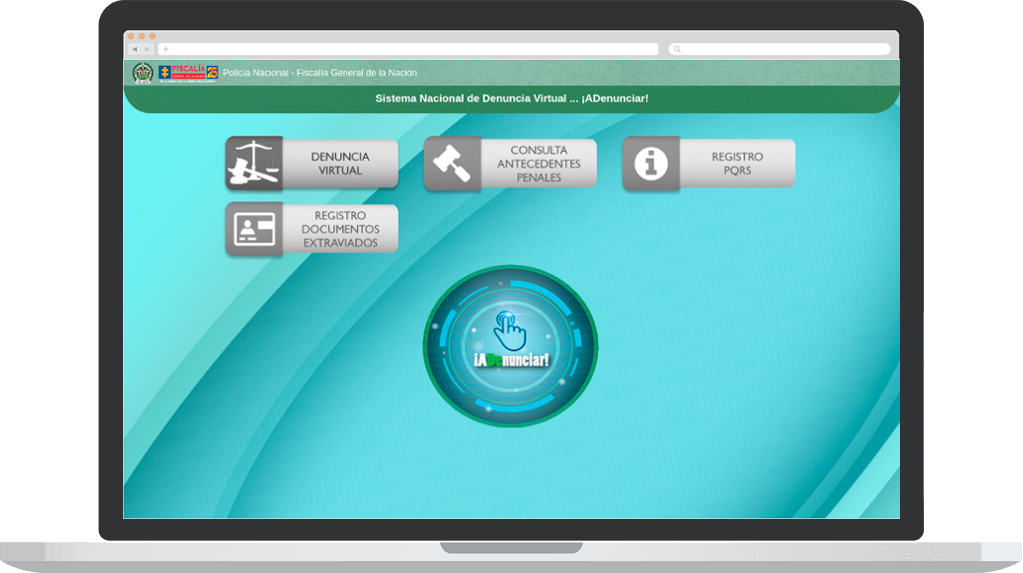 FISCALÍA
Policía Nacional - Fiscalía General de la Nación
Sistema Nacional de Denuncia Virtual ... ¡ADenunciar!
DENUNCIA
VIRTUAL
CONSULTA
ANTECEDENTES
PENALES
REGISTRO
PQRS
REGISTRO
DOCUMENTOS
EXTRAVIADOS
¡ADenunciar!